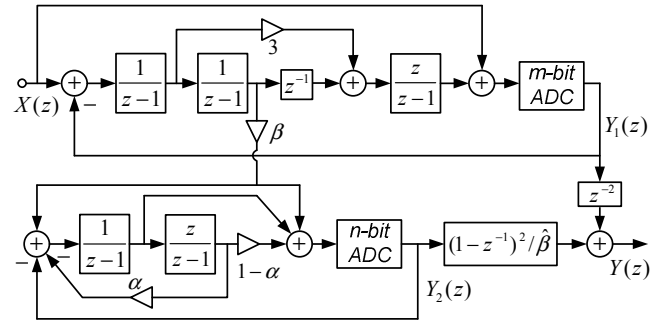 3
X(z)
+
−
1/(z−1)
1/(z−1)
z⁻¹
+
z/(z−1)
+
m-bit ADC
Y₁(z)
β
z⁻²
+
−
−
1/(z−1)
z/(z−1)
α
1−α
+
n-bit ADC
Y₂(z)
(1−z⁻¹)²/β̂
+
Y(z)